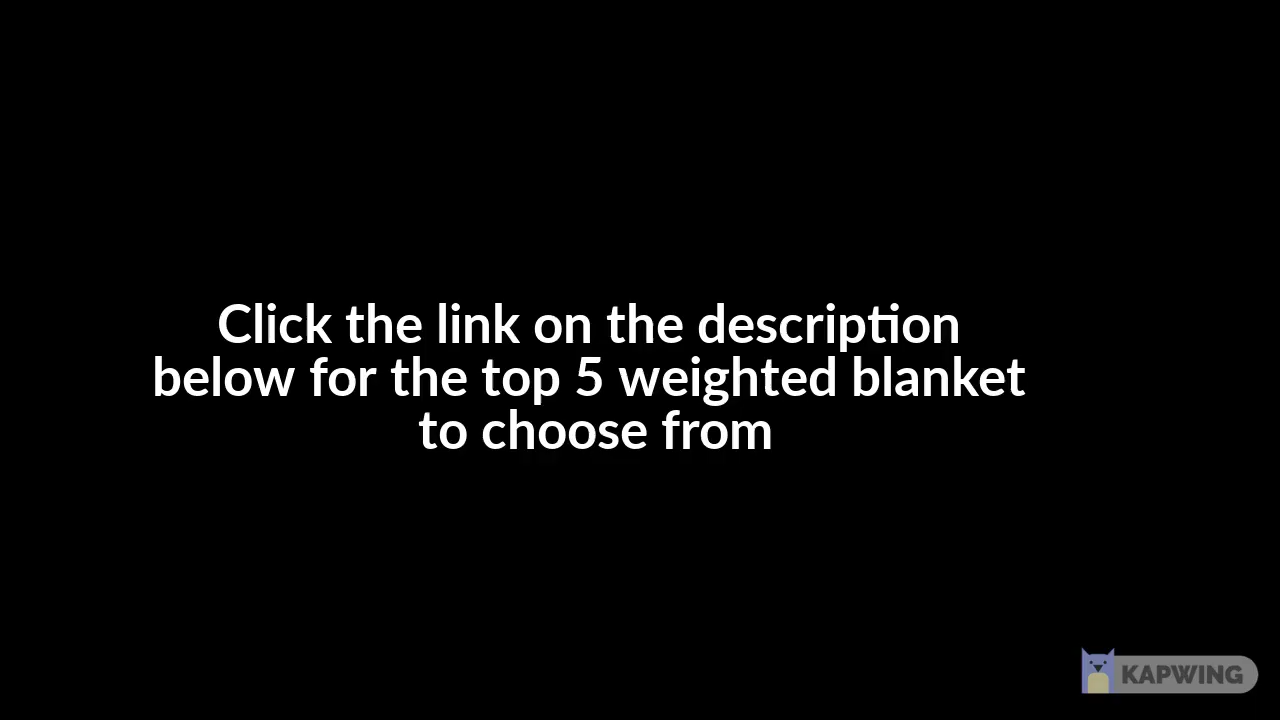 Click the link on the description
below for the top 5 weighted blanket
to choose from
KAPWING